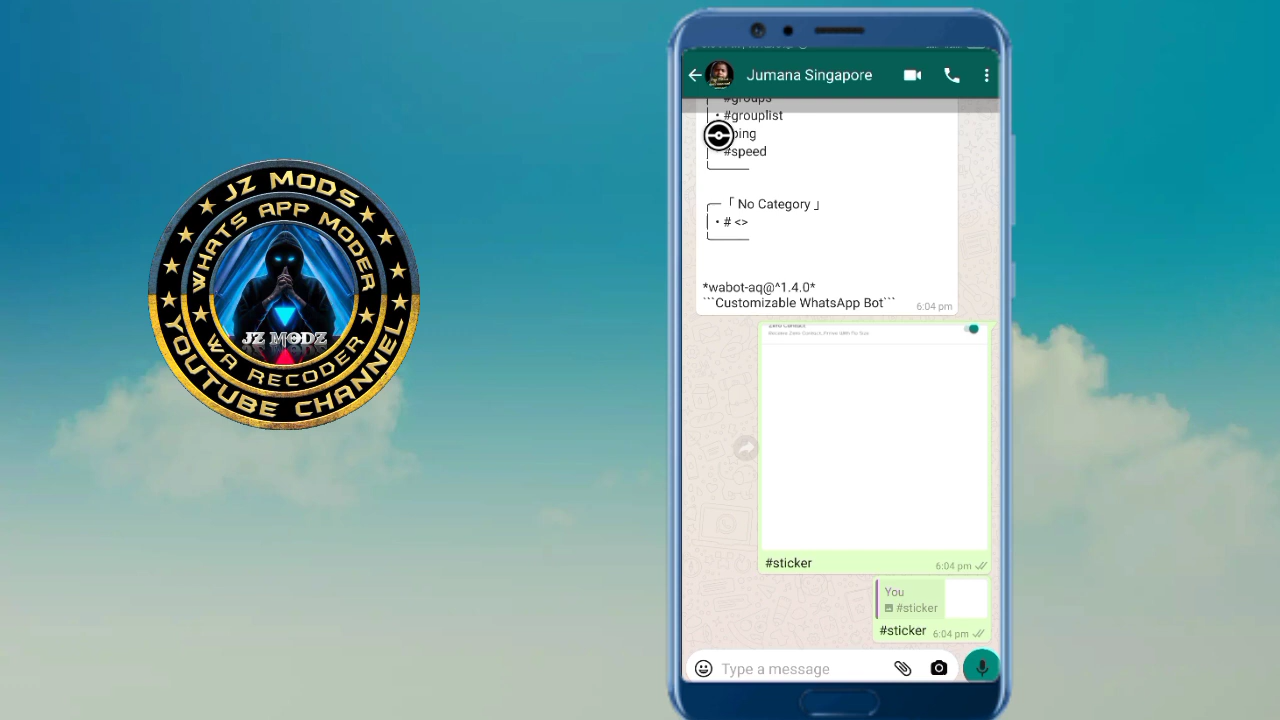 JZ MODS
WHATS APP MODER
JZ MODZ
WA RECODER
YOUTUBE CHANNEL
Jumana Singapore
#groups
• #grouplist
ping
#speed
「 No Category 」
• # <>
*wabot-aq@^1.4.0*
```Customizable WhatsApp Bot```
6:04 pm
#sticker
6:04 pm
You
#sticker
#sticker
6:04 pm
Type a message